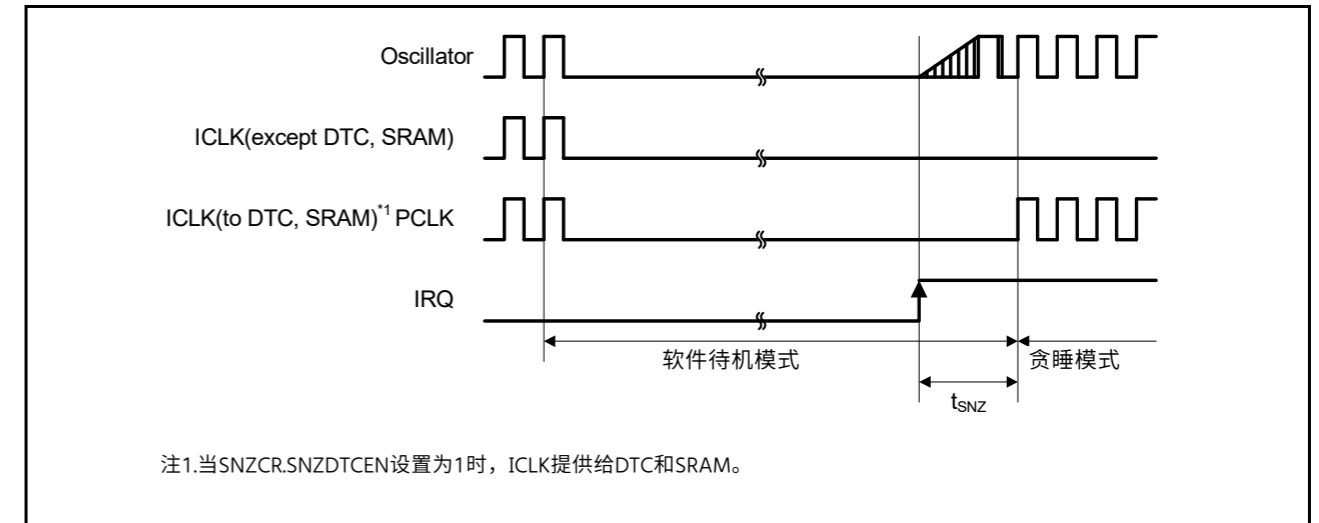 Oscillator
ICLK(except DTC, SRAM)
ICLK(to DTC, SRAM)*1 PCLK
IRQ
软件待机模式
贪睡模式
tSNZ
注1.当SNZCR.SNZDTCEN设置为1时，ICLK提供给DTC和SRAM。